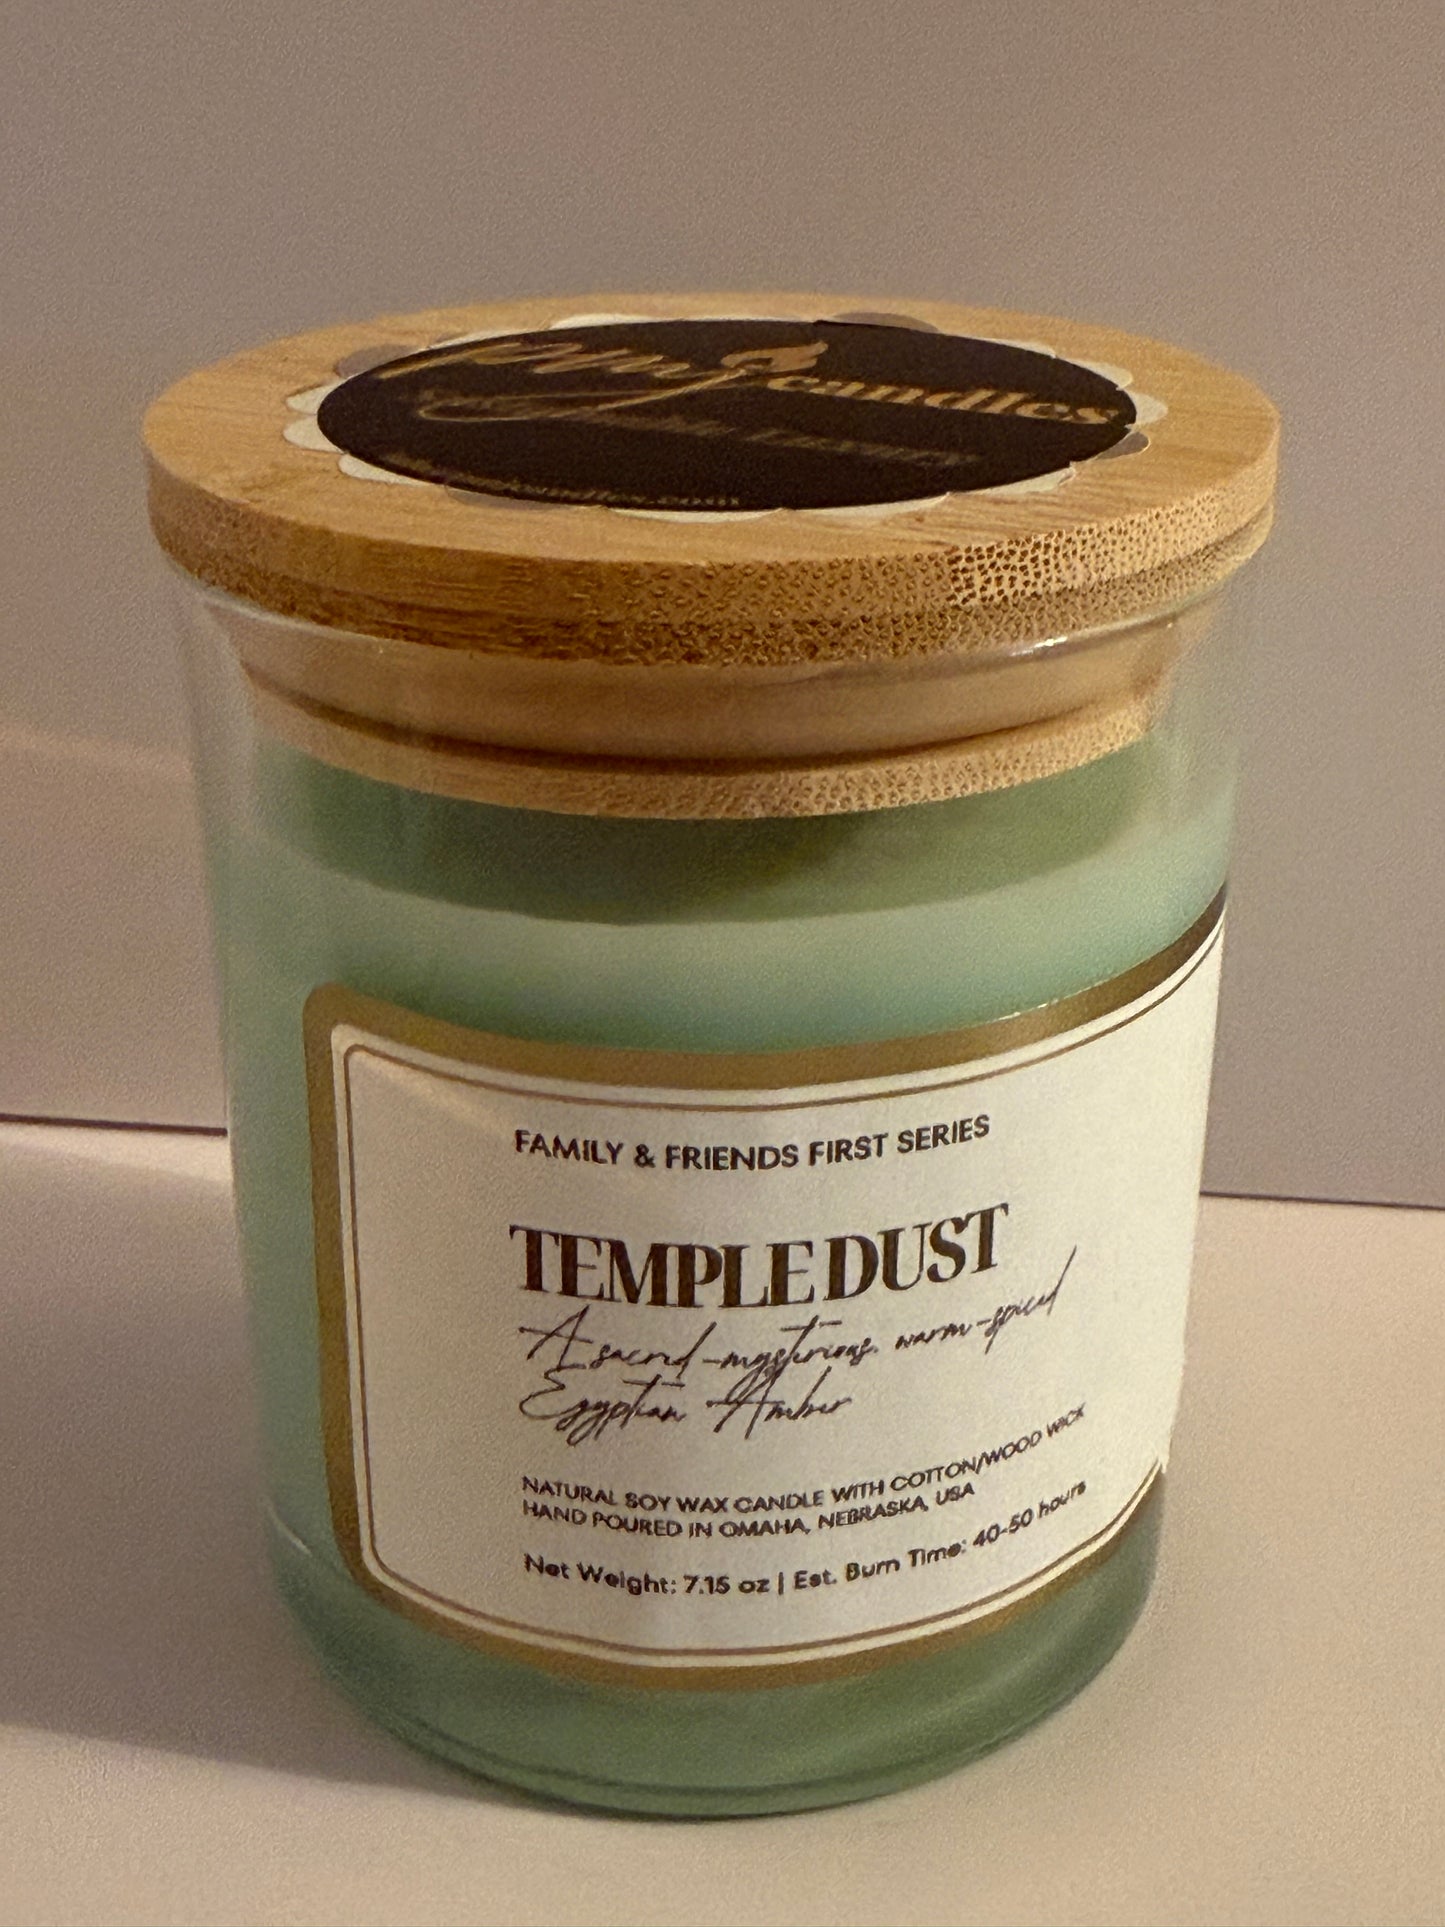 candles
FAMILY & FRIENDS FIRST SERIES
TEMPLE DUST
A sacred-mysterious, warm-spiced
Egyptian Amber
NATURAL SOY WAX CANDLE WITH COTTON/WOOD WICK
HAND POURED IN OMAHA, NEBRASKA, USA
Net Weight: 7.15 oz | Est. Burn Time: 40-50 hours